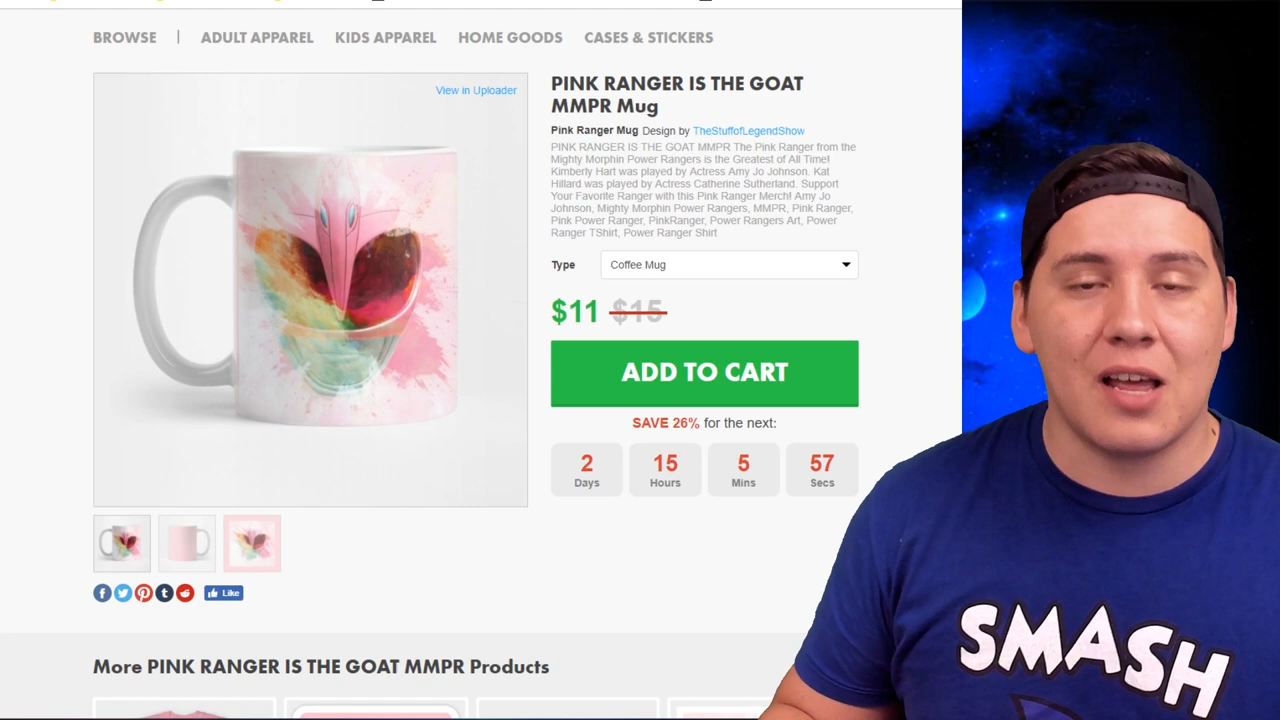 BROWSE | ADULT APPAREL KIDS APPAREL HOME GOODS CASES & STICKERS
View in Uploader
PINK RANGER IS THE GOAT
MMPR Mug
Pink Ranger Mug Design by TheStuffofLegendShow
PINK RANGER IS THE GOAT MMPR The Pink Ranger from the
Mighty Morphin Power Rangers is the Greatest of All Time!
Kimberly Hart was played by Actress Amy Jo Johnson. Kat
Hillard was played by Actress Catherine Sutherland. Support
Your Favorite Ranger with this Pink Ranger Merch! Amy Jo
Johnson, Mighty Morphin Power Rangers, MMPR, Pink Ranger,
Pink Power Ranger, PinkRanger, Power Rangers Art, Power
Ranger TShirt, Power Ranger Shirt
Type Coffee Mug
$11 $15
ADD TO CART
SAVE 26% for the next:
2 15 5 57
Days Hours Mins Secs
Like
More PINK RANGER IS THE GOAT MMPR Products
SMASH